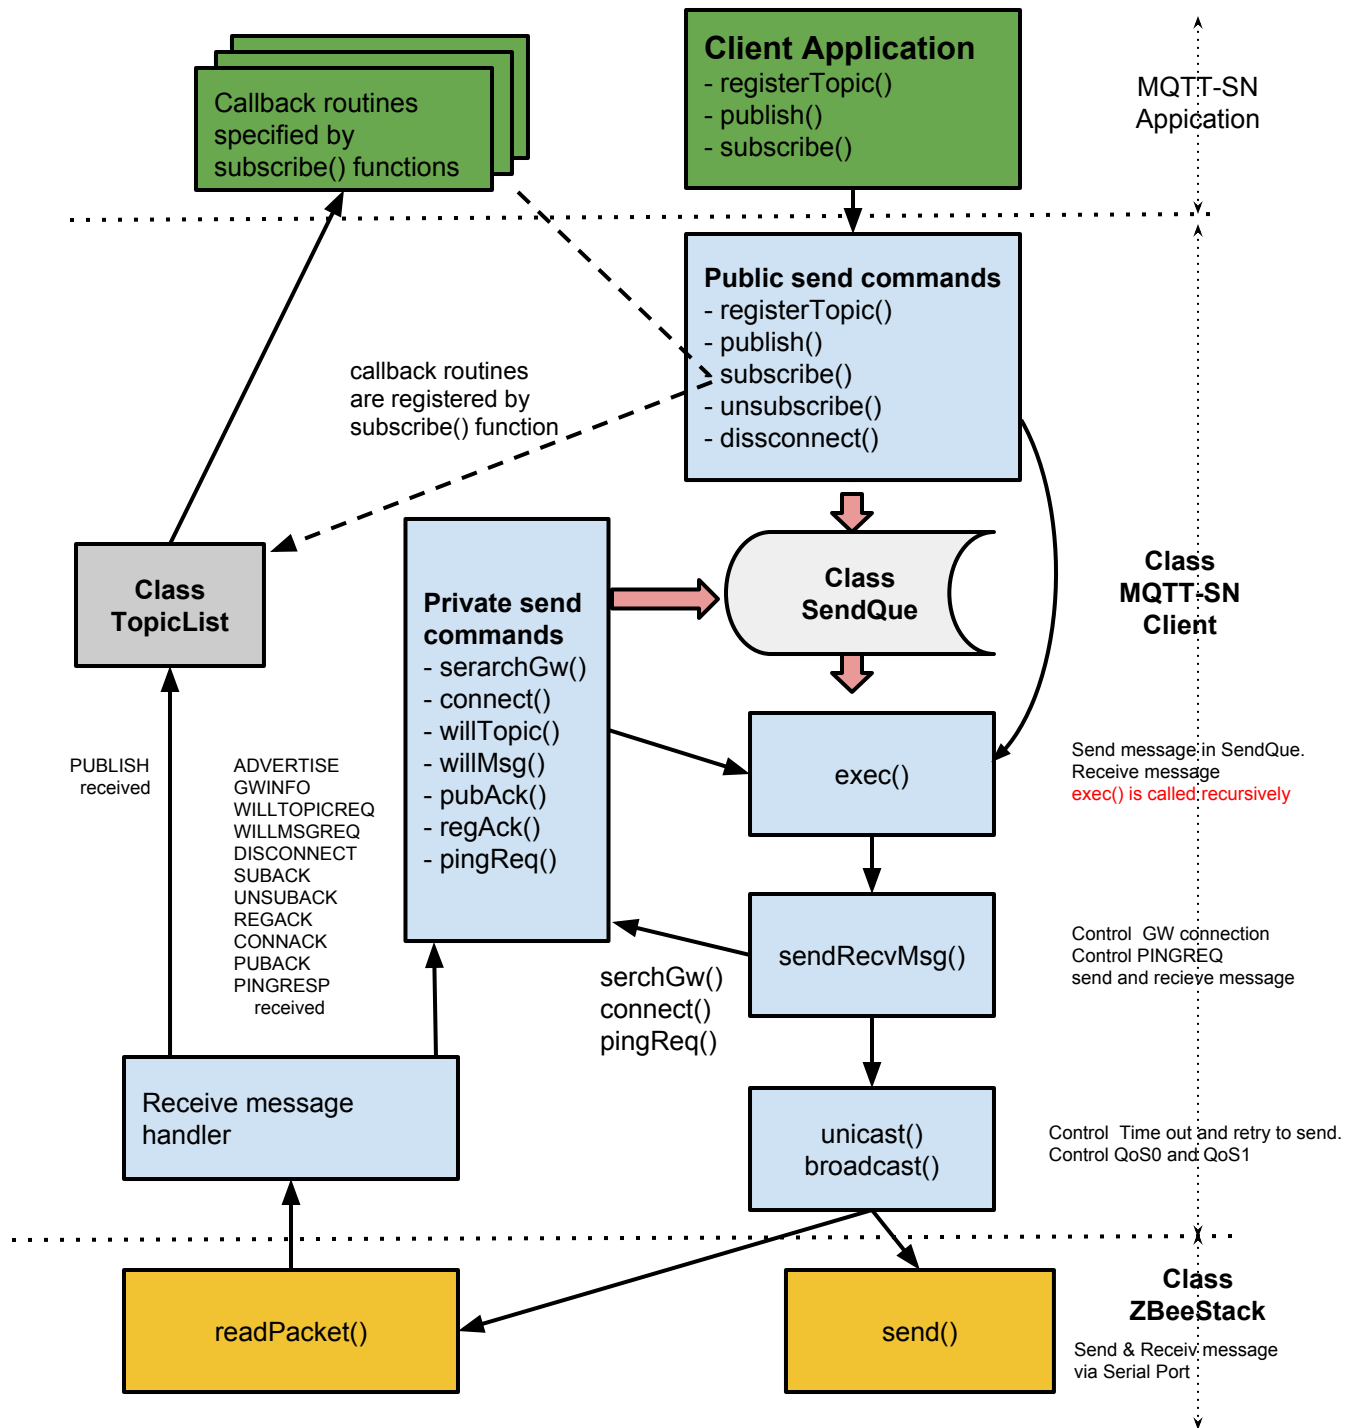 Callback routines
specified by
subscribe() functions
Client Application
- registerTopic()
- publish()
- subscribe()
MQTT-SN
Appication
Public send commands
- registerTopic()
- publish()
- subscribe()
- unsubscribe()
- dissconnect()
callback routines
are registered by
subscribe() function
Class
TopicList
Private send
commands
- serarchGw()
- connect()
- willTopic()
- willMsg()
- pubAck()
- regAck()
- pingReq()
Class
SendQue
Class
MQTT-SN
Client
PUBLISH
received
ADVERTISE
GWINFO
WILLTOPICREQ
WILLMSGREQ
DISCONNECT
SUBACK
UNSUBACK
REGACK
CONNACK
PUBACK
PINGRESP
received
exec()
Send message in SendQue.
Receive message
exec() is called recursively
sendRecvMsg()
Control  GW connection
Control PINGREQ
send and recieve message
serchGw()
connect()
pingReq()
Receive message
handler
unicast()
broadcast()
Control  Time out and retry to send.
Control QoS0 and QoS1
readPacket()
send()
Class
ZBeeStack
Send & Receiv message
via Serial Port